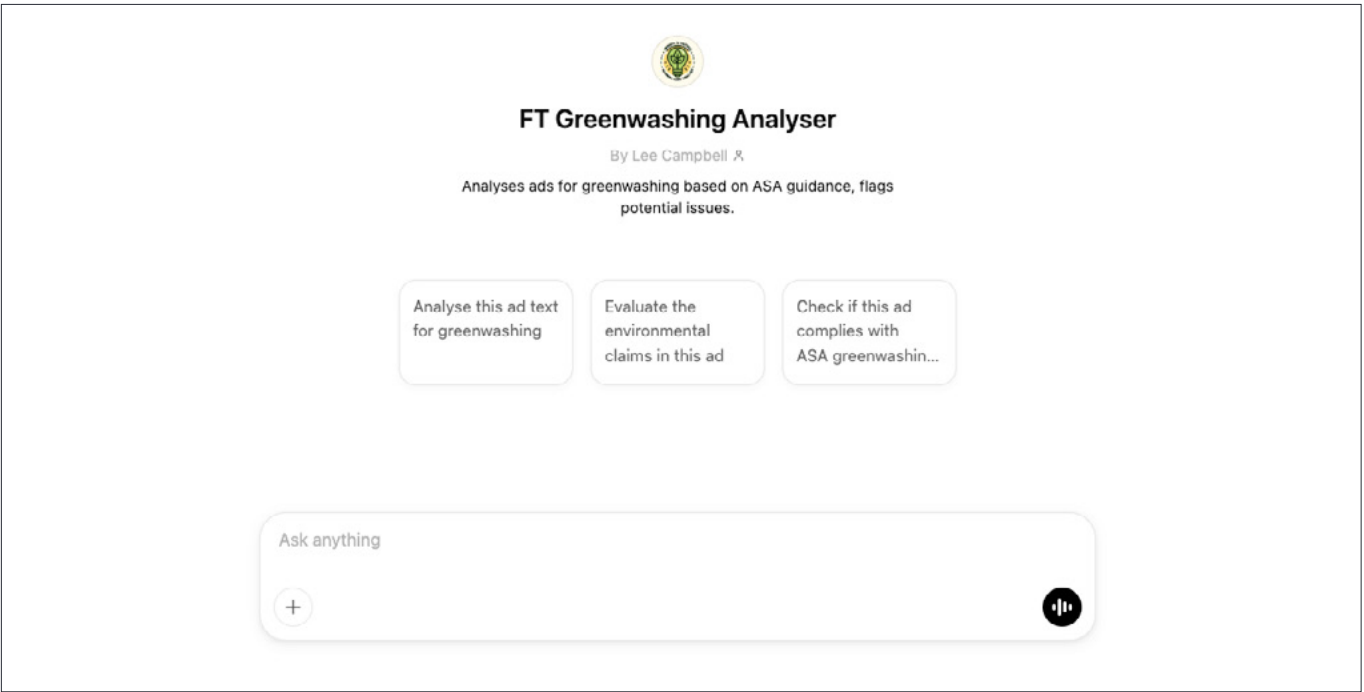 FT Greenwashing Analyser
By Lee Campbell
Analyses ads for greenwashing based on ASA guidance, flags
potential issues.
Analyse this ad text
for greenwashing
Evaluate the
environmental
claims in this ad
Check if this ad
complies with
ASA greenwashin...
Ask anything